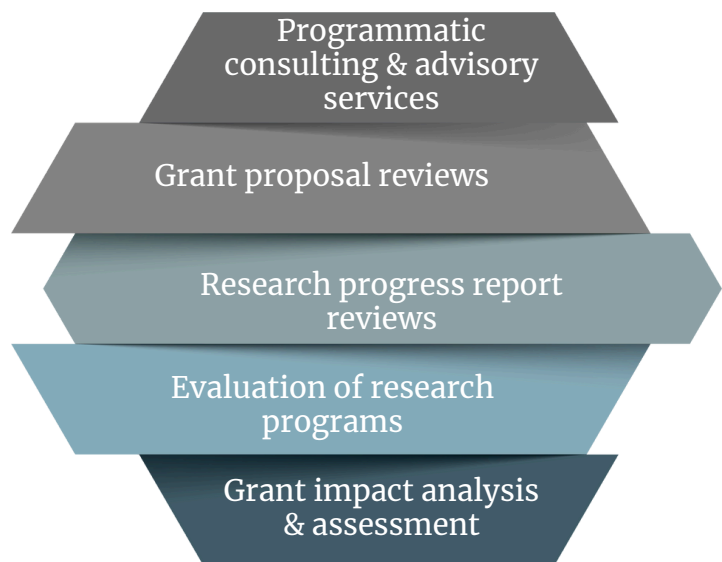 Programmatic
consulting & advisory
services
Grant proposal reviews
Research progress report
reviews
Evaluation of research
programs
Grant impact analysis
& assessment